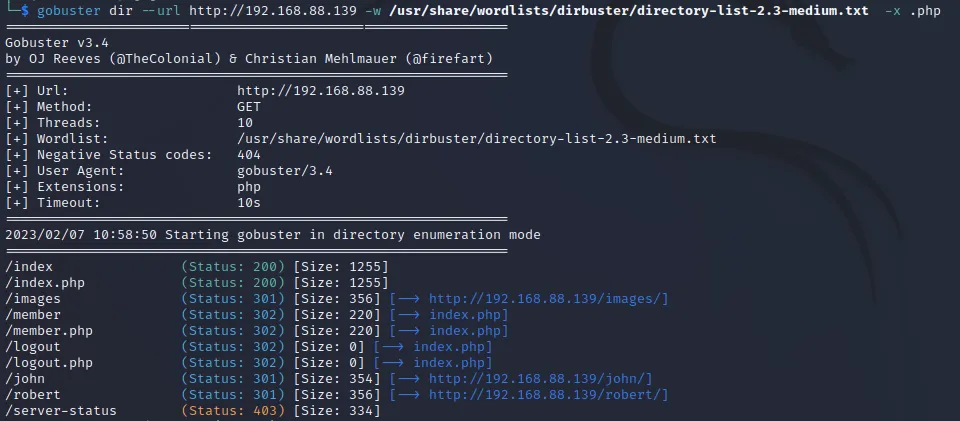 └─$ gobuster dir --url http://192.168.88.139 -w /usr/share/wordlists/dirbuster/directory-list-2.3-medium.txt  -x .php
===============================================================
Gobuster v3.4
by OJ Reeves (@TheColonial) & Christian Mehlmauer (@firefart)
===============================================================
[+] Url:                     http://192.168.88.139
[+] Method:                  GET
[+] Threads:                 10
[+] Wordlist:                /usr/share/wordlists/dirbuster/directory-list-2.3-medium.txt
[+] Negative Status codes:   404
[+] User Agent:              gobuster/3.4
[+] Extensions:              php
[+] Timeout:                 10s
===============================================================
2023/02/07 10:58:50 Starting gobuster in directory enumeration mode
===============================================================
/index                (Status: 200) [Size: 1255]
/index.php            (Status: 200) [Size: 1255]
/images               (Status: 301) [Size: 356] [--> http://192.168.88.139/images/]
/member               (Status: 302) [Size: 220] [--> index.php]
/member.php           (Status: 302) [Size: 220] [--> index.php]
/logout               (Status: 302) [Size: 0] [--> index.php]
/logout.php           (Status: 302) [Size: 0] [--> index.php]
/john                 (Status: 301) [Size: 354] [--> http://192.168.88.139/john/]
/robert               (Status: 301) [Size: 356] [--> http://192.168.88.139/robert/]
/server-status        (Status: 403) [Size: 334]